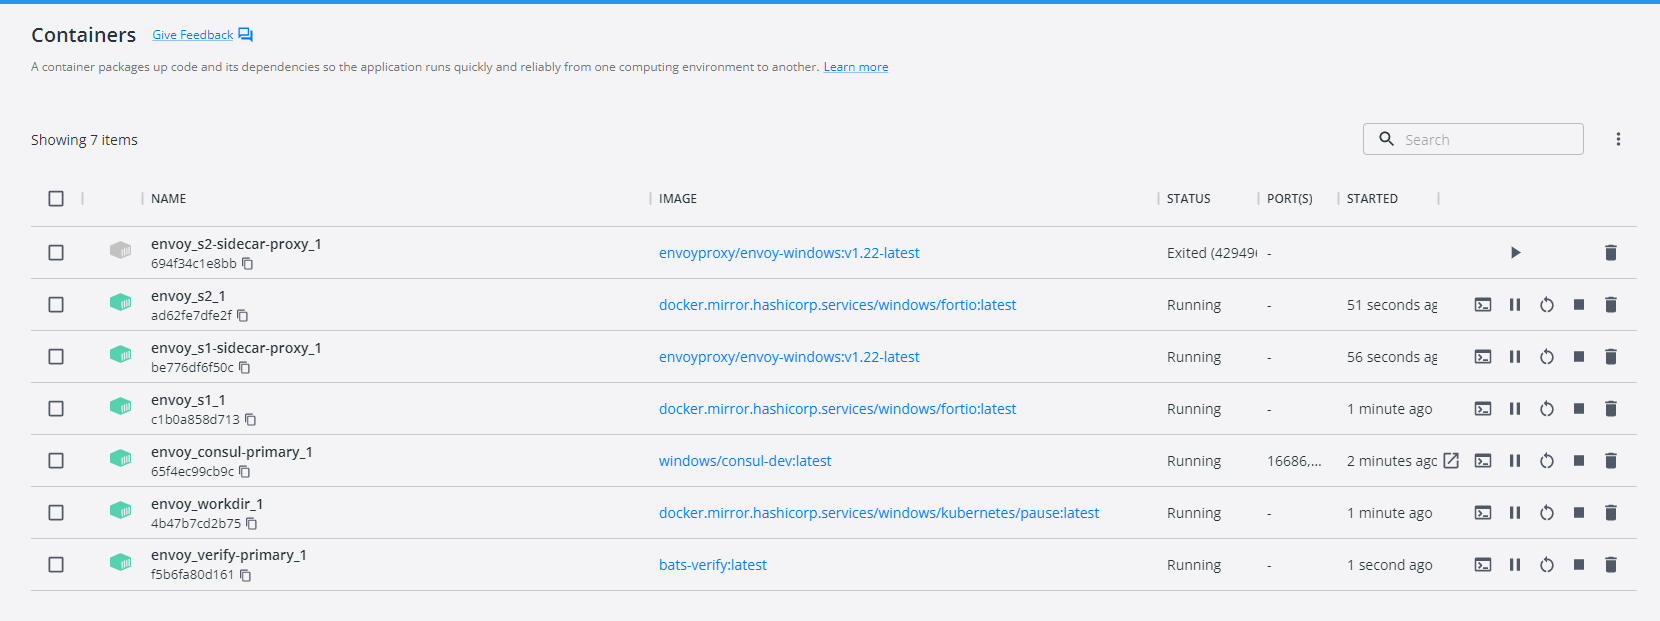 Containers Give Feedback
A container packages up code and its dependencies so the application runs quickly and reliably from one computing environment to another. Learn more
Showing 7 items
Search
NAME IMAGE STATUS PORT(S) STARTED
envoy_s2-sidecar-proxy_1
694f34c1e8bb
envoyproxy/envoy-windows:v1.22-latest Exited (42949 -
envoy_s2_1
ad62fe7dfe2f
docker.mirror.hashicorp.services/windows/fortio:latest Running - 51 seconds ag
envoy_s1-sidecar-proxy_1
be776df6f50c
envoyproxy/envoy-windows:v1.22-latest Running - 56 seconds ag
envoy_s1_1
c1b0a858d713
docker.mirror.hashicorp.services/windows/fortio:latest Running - 1 minute ago
envoy_consul-primary_1
65f4ec99cb9c
windows/consul-dev:latest Running 16686,... 2 minutes ago
envoy_workdir_1
4b47b7cd2b75
docker.mirror.hashicorp.services/windows/kubernetes/pause:latest Running - 1 minute ago
envoy_verify-primary_1
f5b6fa80d161
bats-verify:latest Running - 1 second ago